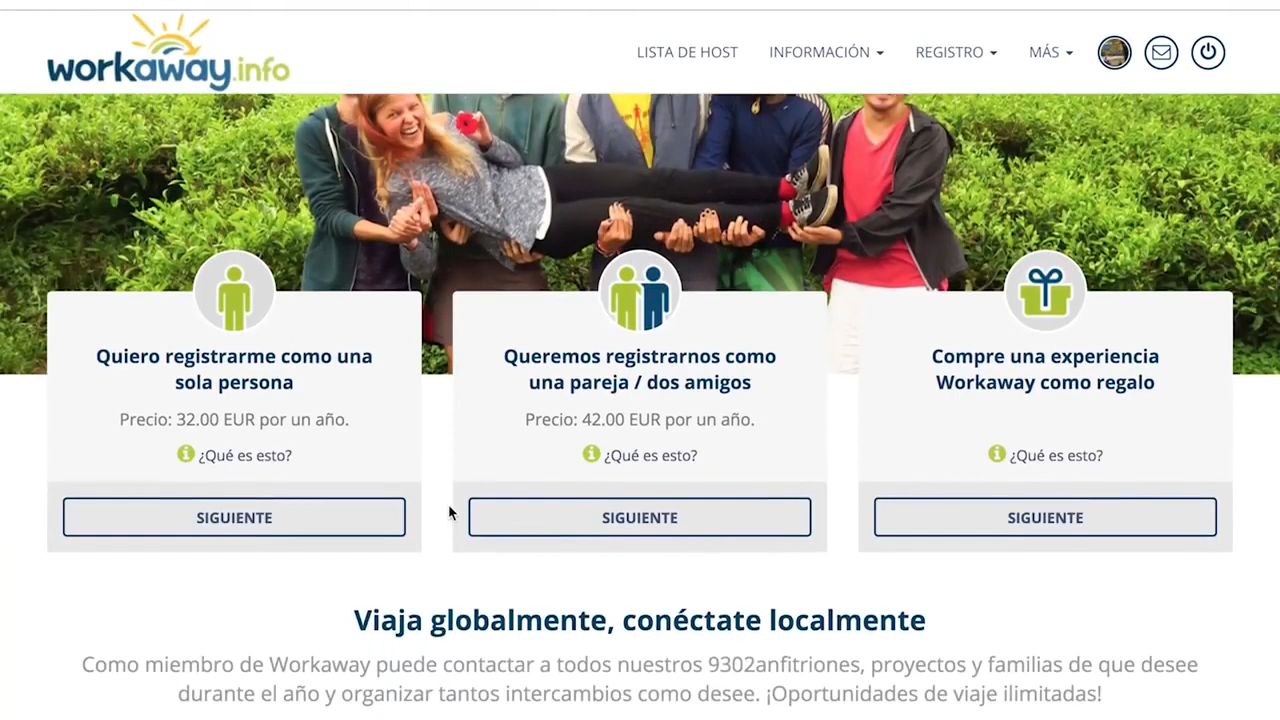 workaway.info
LISTA DE HOST
INFORMACIÓN
REGISTRO
MÁS
Quiero registrarme como una
sola persona
Precio: 32.00 EUR por un año.
¿Qué es esto?
SIGUIENTE
Queremos registrarnos como
una pareja / dos amigos
Precio: 42.00 EUR por un año.
¿Qué es esto?
SIGUIENTE
Compre una experiencia
Workaway como regalo
¿Qué es esto?
SIGUIENTE
Viaja globalmente, conéctate localmente
Como miembro de Workaway puede contactar a todos nuestros 9302anfitriones, proyectos y familias de que desee
durante el año y organizar tantos intercambios como desee. ¡Oportunidades de viaje ilimitadas!